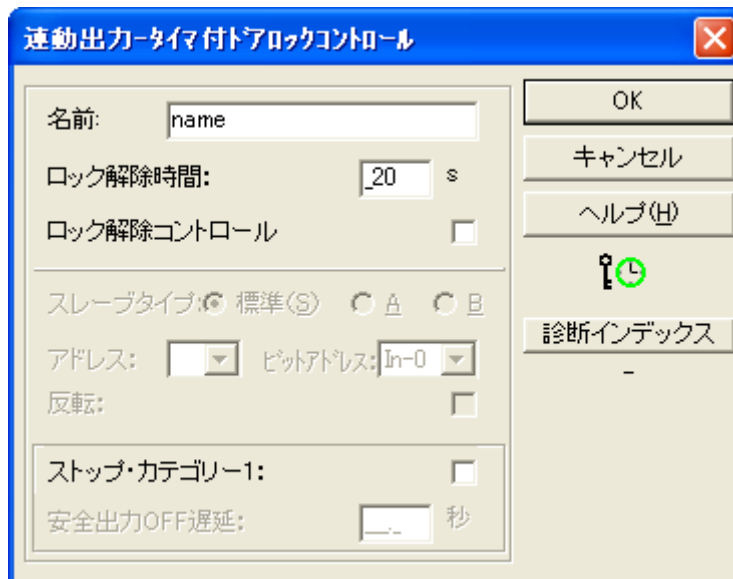 連動出力-タイマ付ドアロックコントロール
名前: name
ロック解除時間: _20 s
ロック解除コントロール
スレーブタイプ: 標準(S) A B
アドレス: ビットアドレス: In-0
反転:
ストップ・カテゴリー1:
安全出力OFF遅延: __._ 秒
OK
キャンセル
ヘルプ(H)
診断インデックス
-